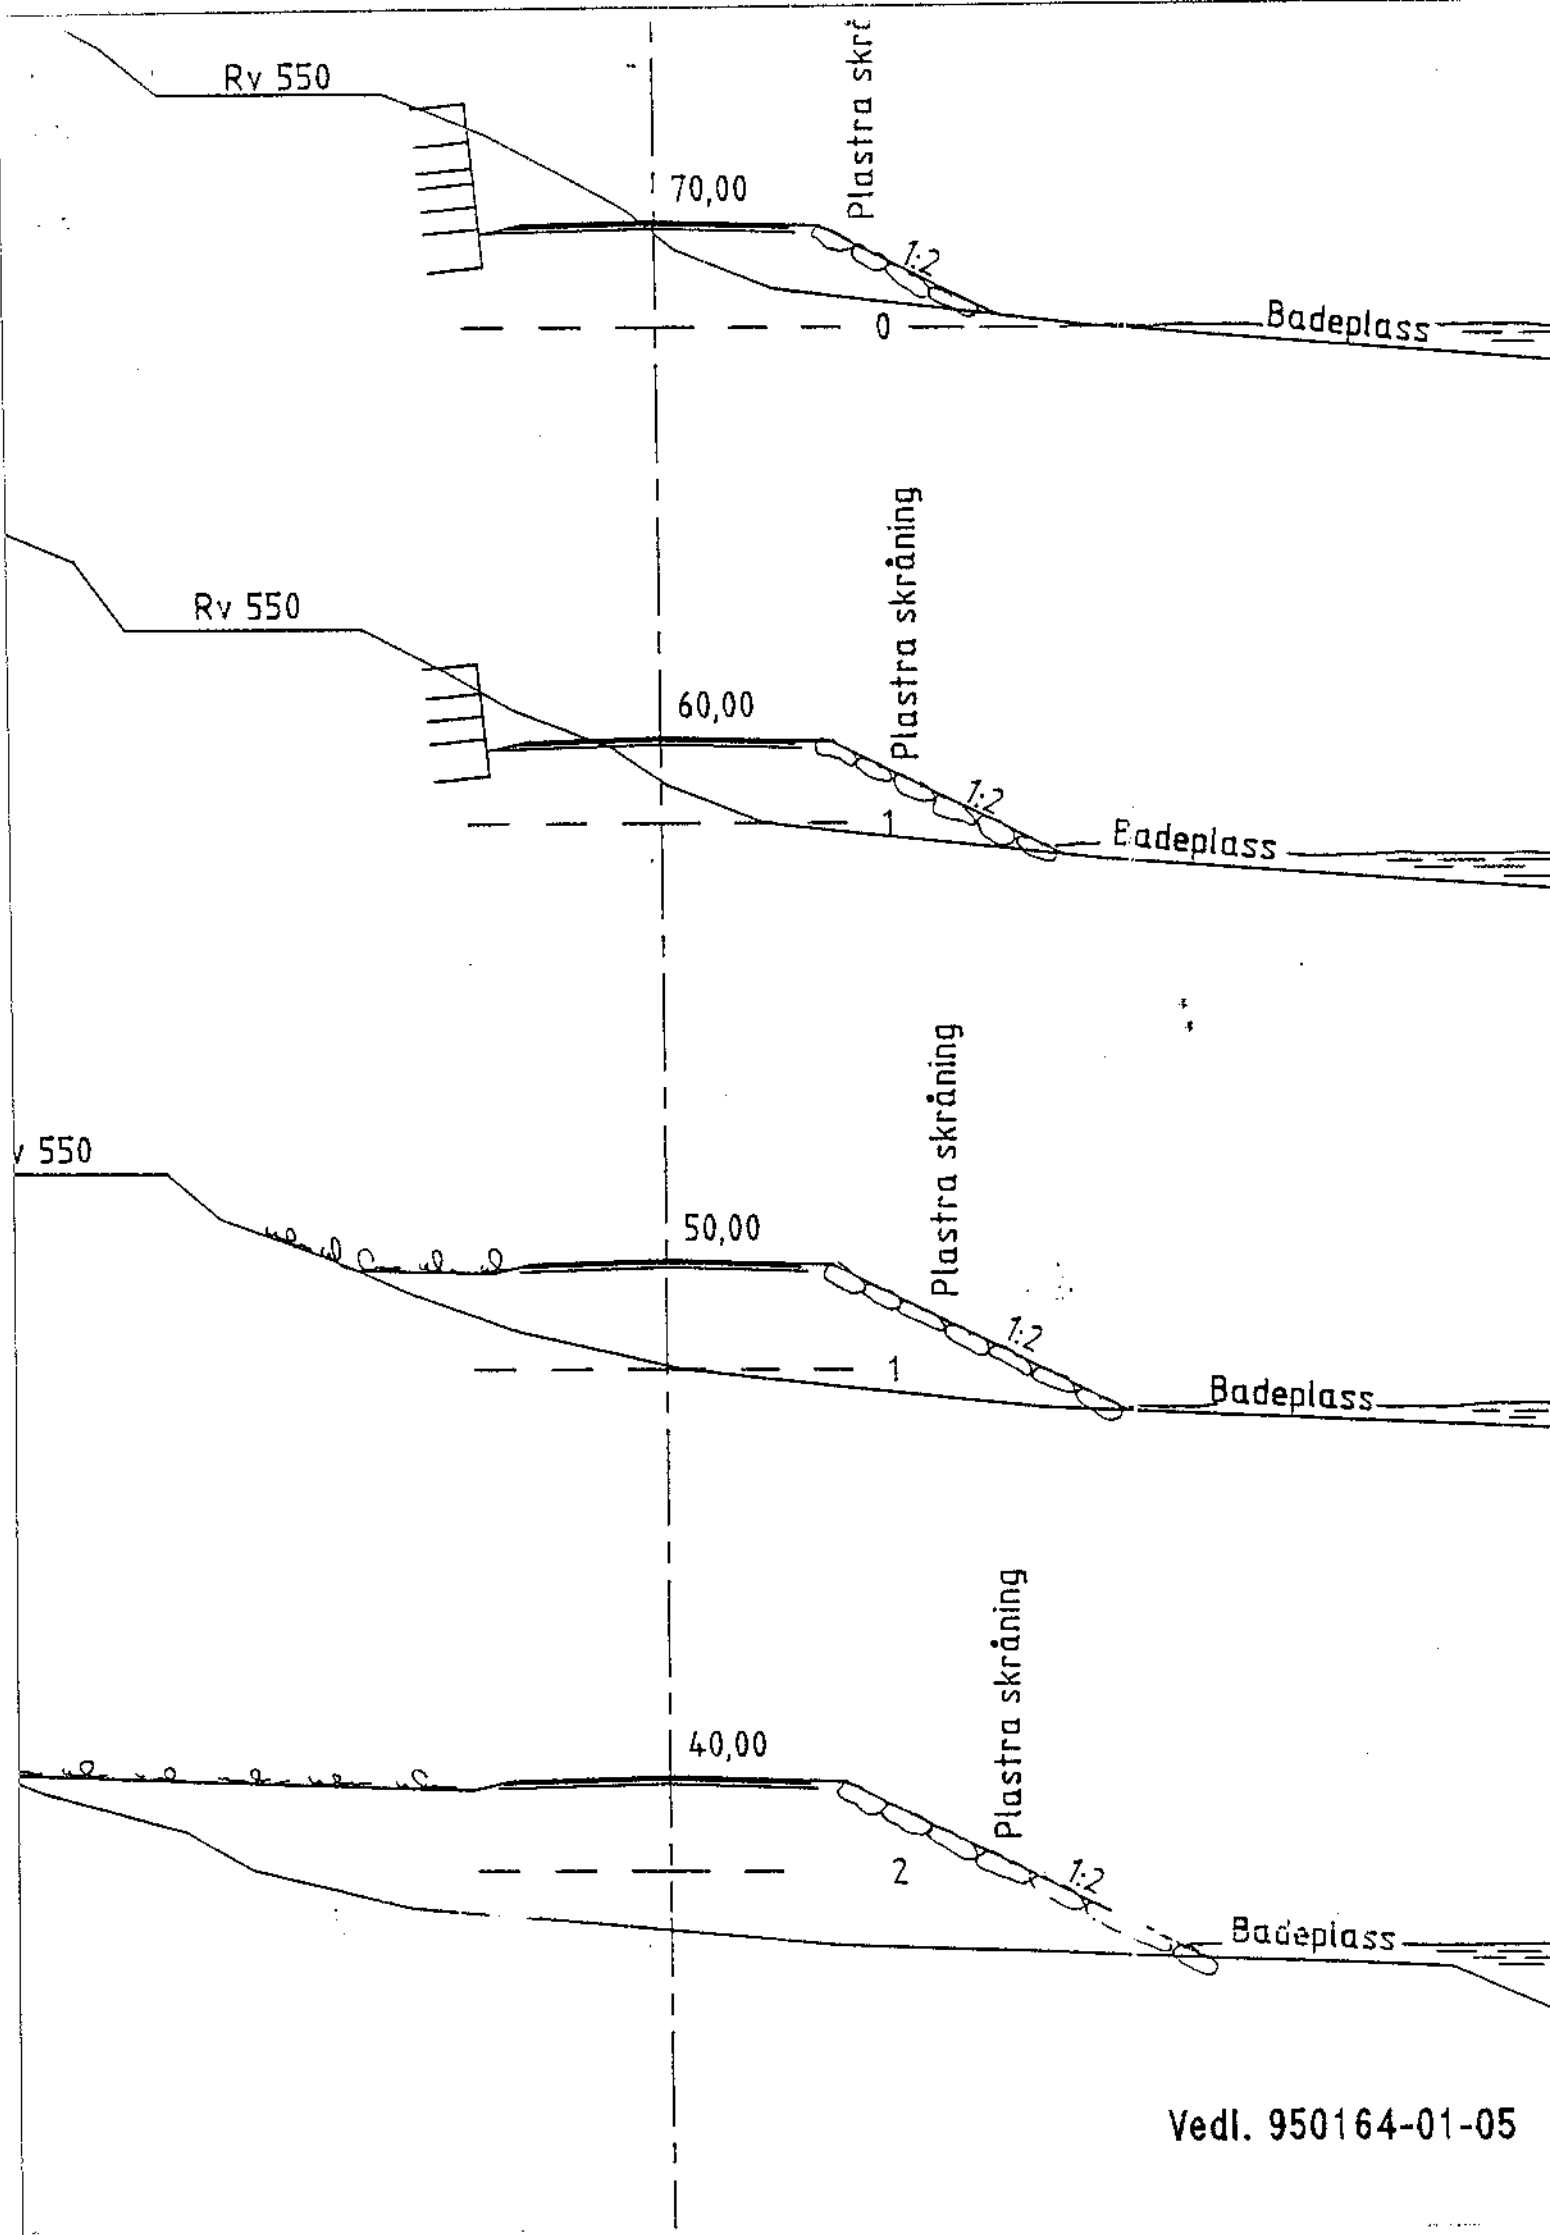 Plastra skrå
Rv 550
70,00
1:2
0
Badeplass
Plastra skråning
Rv 550
60,00
1:2
1
Badeplass
Plastra skråning
v 550
50,00
1:2
1
Badeplass
Plastra skråning
40,00
1:2
2
Badeplass
Vedl. 950164-01-05